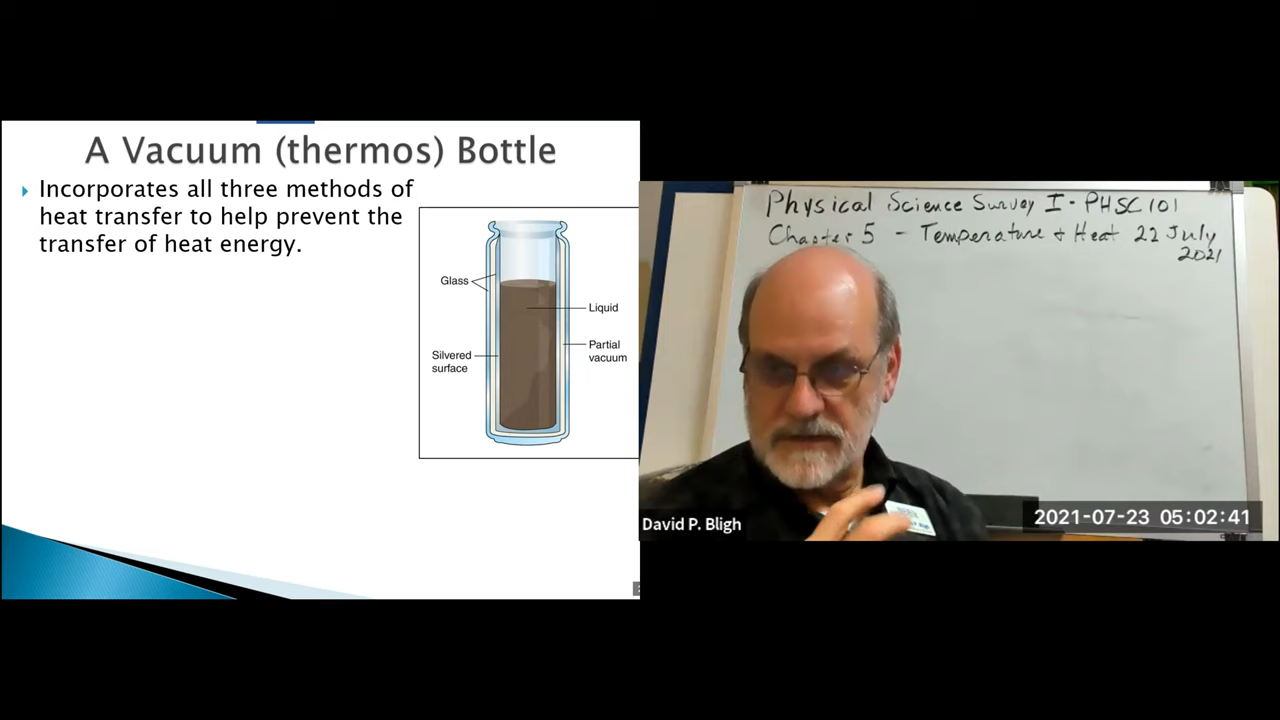 A Vacuum (thermos) Bottle
Incorporates all three methods of
heat transfer to help prevent the
transfer of heat energy.
Glass
Liquid
Partial
vacuum
Silvered
surface
Physical Science Survey I - PHSC 101
Chapter 5 - Temperature + Heat 22 July
2021
David P. Bligh
2021-07-23 05:02:41